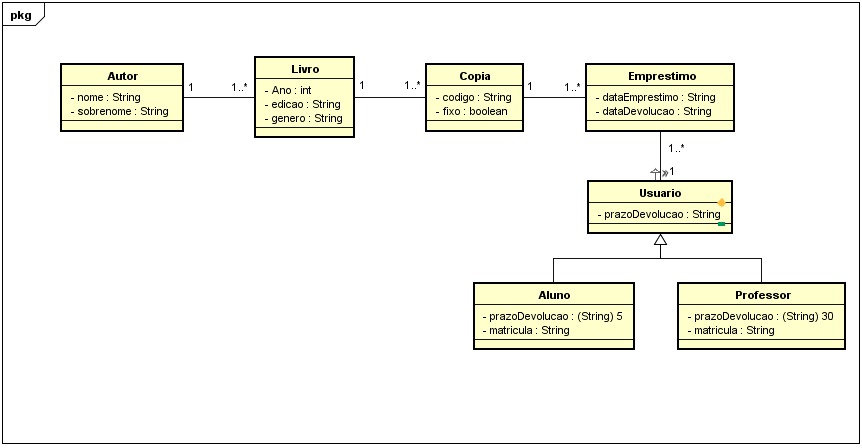 pkg
Autor
- nome : String
- sobrenome : String
1
1..*
Livro
- Ano : int
- edicao : String
- genero : String
1
1..*
Copia
- codigo : String
- fixo : boolean
1
1..*
Emprestimo
- dataEmprestimo : String
- dataDevolucao : String
1..*
1
Usuario
- prazoDevolucao : String
Aluno
- prazoDevolucao : (String) 5
- matricula : String
Professor
- prazoDevolucao : (String) 30
- matricula : String